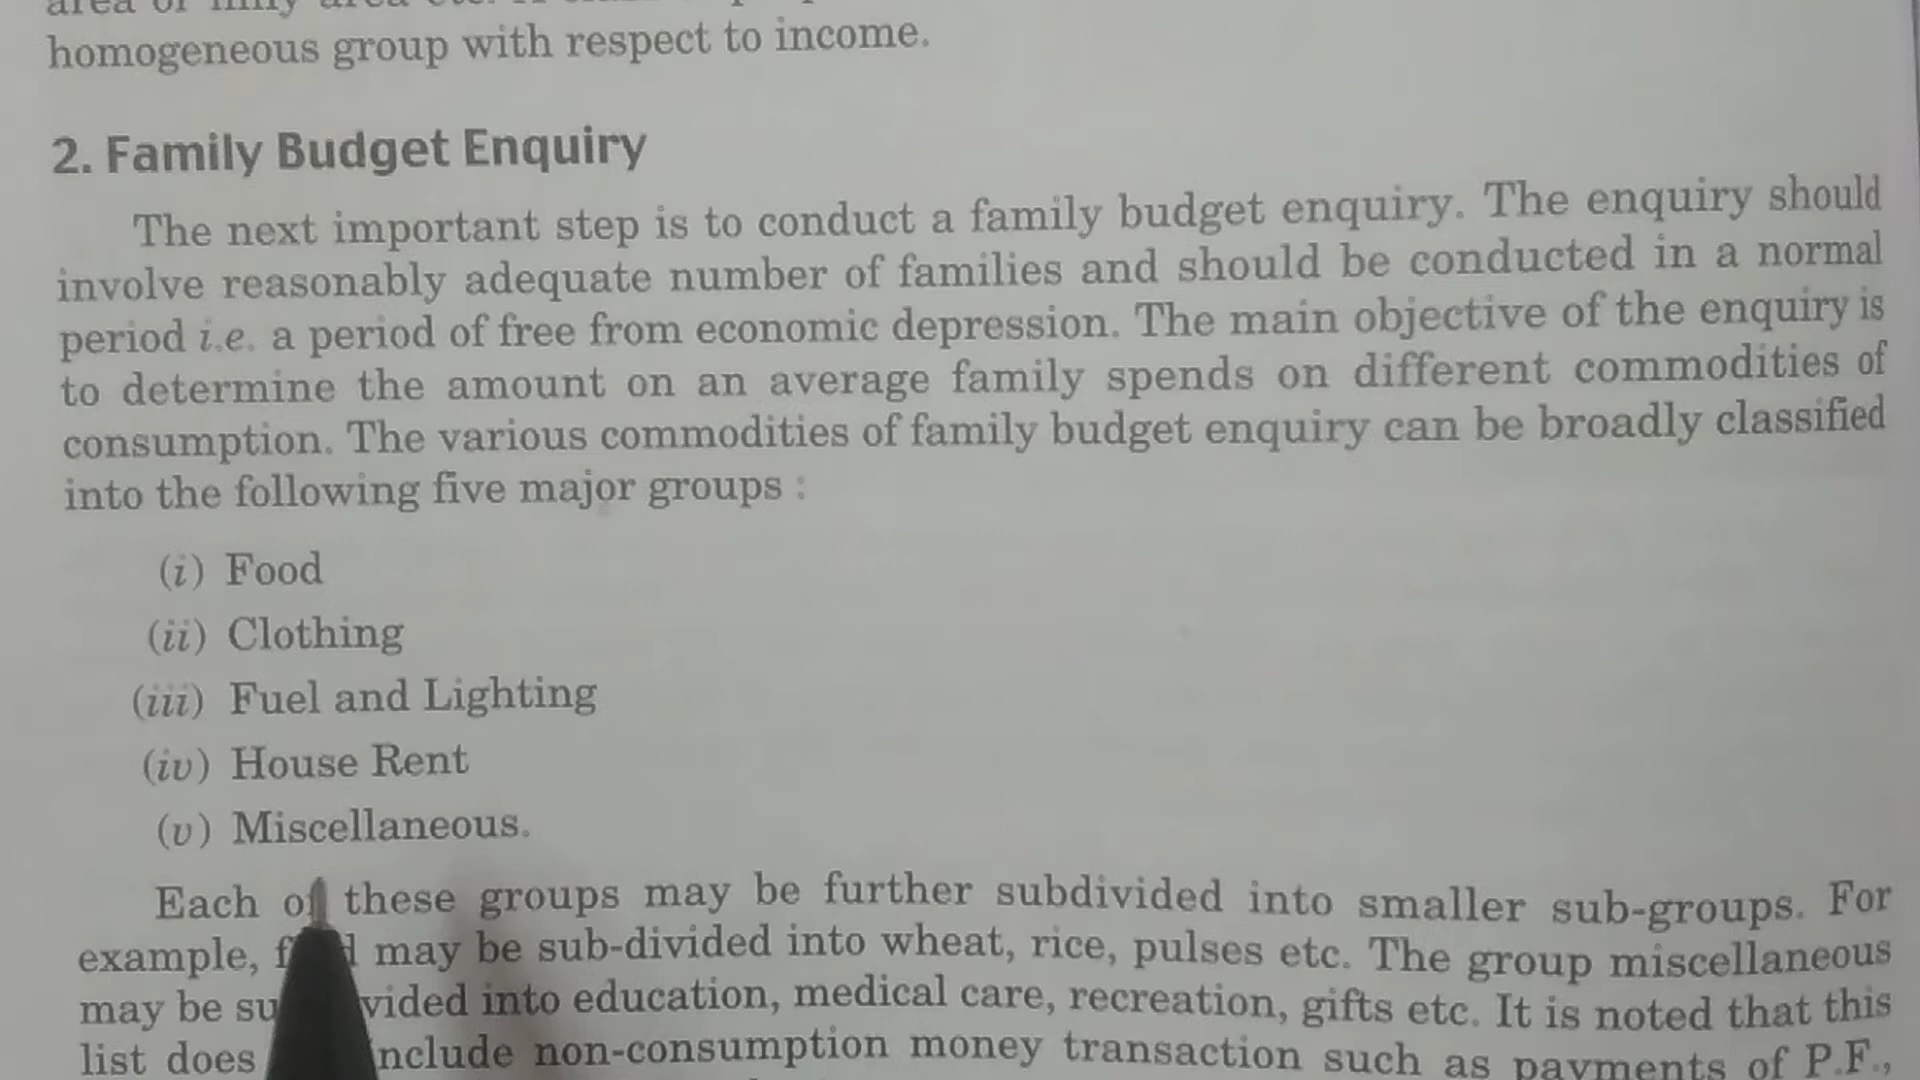 homogeneous group with respect to income.
2. Family Budget Enquiry
The next important step is to conduct a family budget enquiry. The enquiry should
involve reasonably adequate number of families and should be conducted in a normal
period i.e. a period of free from economic depression. The main objective of the enquiry is
to determine the amount on an average family spends on different commodities of
consumption. The various commodities of family budget enquiry can be broadly classified
into the following five major groups :
(i) Food
(ii) Clothing
(iii) Fuel and Lighting
(iv) House Rent
(v) Miscellaneous.
Each of these groups may be further subdivided into smaller sub-groups. For
example, may be sub-divided into wheat, rice, pulses etc. The group miscellaneous
may be into education, medical care, recreation, gifts etc. It is noted that this
list does non-consumption money transaction such as payments of P.F.,